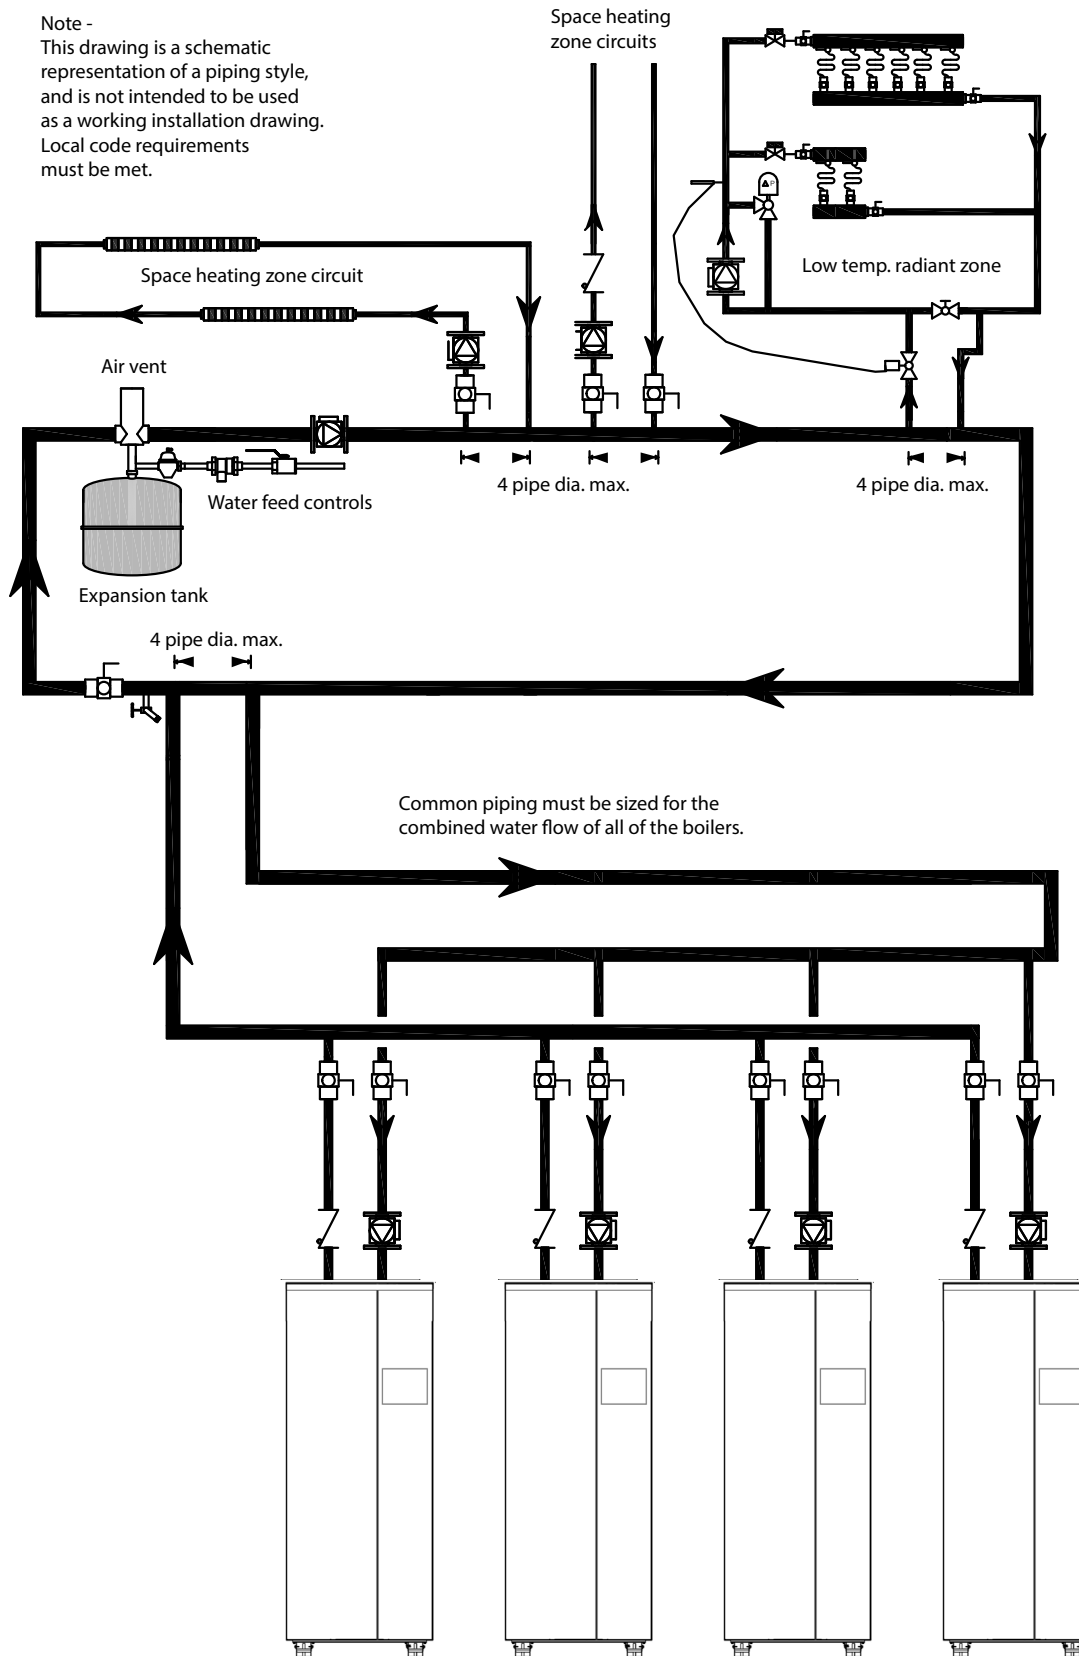 Note -
This drawing is a schematic
representation of a piping style,
and is not intended to be used
as a working installation drawing.
Local code requirements
must be met.
Space heating
zone circuits
P
Low temp. radiant zone
Space heating zone circuit
Air vent
4 pipe dia. max.
4 pipe dia. max.
Water feed controls
Expansion tank
4 pipe dia. max.
Common piping must be sized for the
combined water flow of all of the boilers.